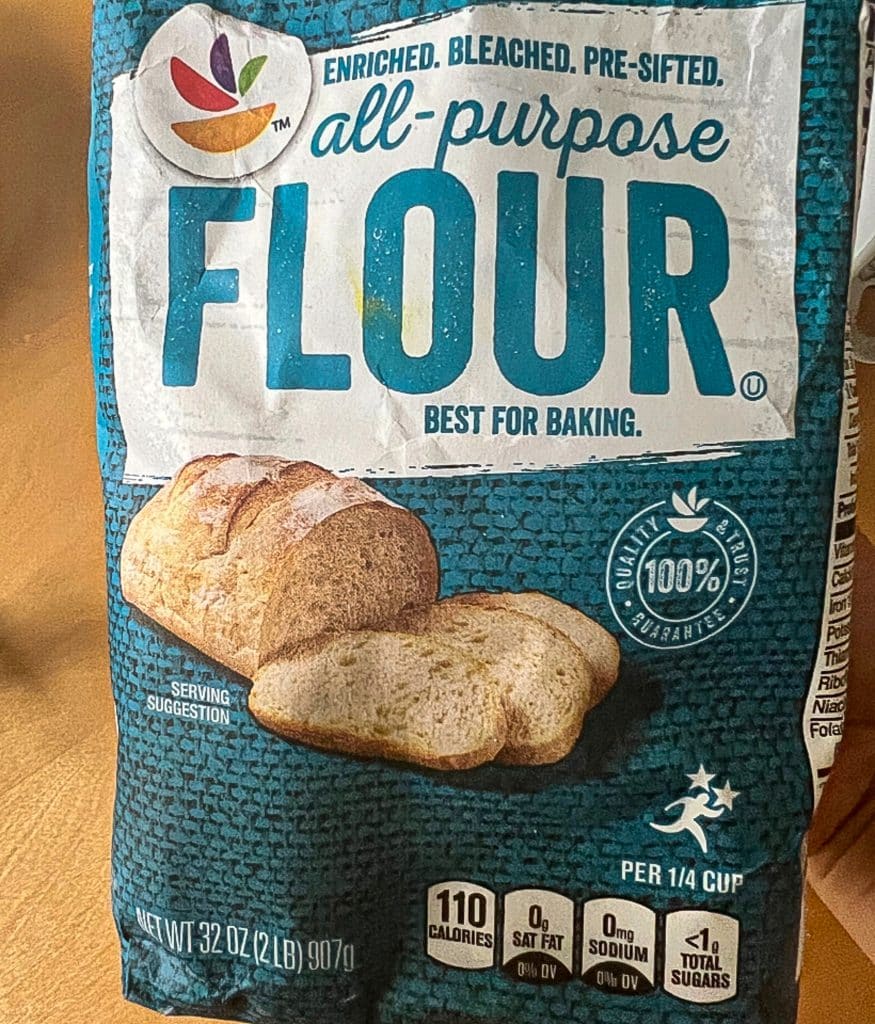 ENRICHED. BLEACHED. PRE-SIFTED.
all-purpose
FLOUR
TM
U
BEST FOR BAKING.
QUALITY & TRUST
100%
GUARANTEE
SERVING
SUGGESTION
PER 1/4 CUP
110
CALORIES
0g
SAT FAT
0% DV
0mg
SODIUM
0% DV
<1g
TOTAL
SUGARS
NET WT 32 OZ (2 LB) 907g